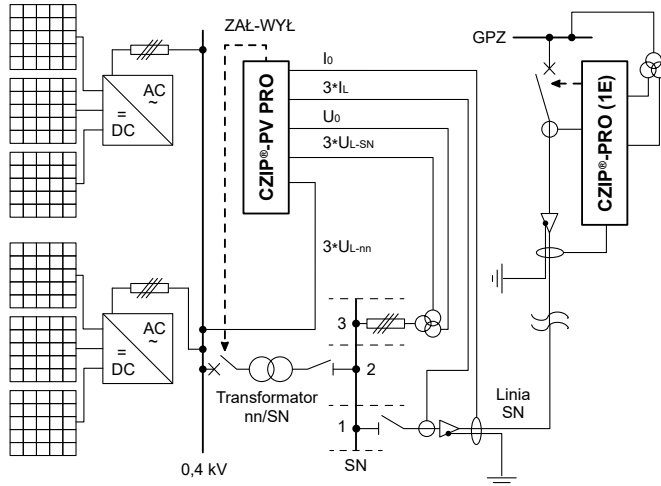 ZAŁ-WYŁ
GPZ
AC
~
=
DC
CZIP®-PV PRO
I0
3*IL
U0
3*UL-SN
3*UL-nn
CZIP®-PRO (1E)
AC
~
=
DC
3
2
1
Transformator
nn/SN
Linia
SN
SN
0,4 kV